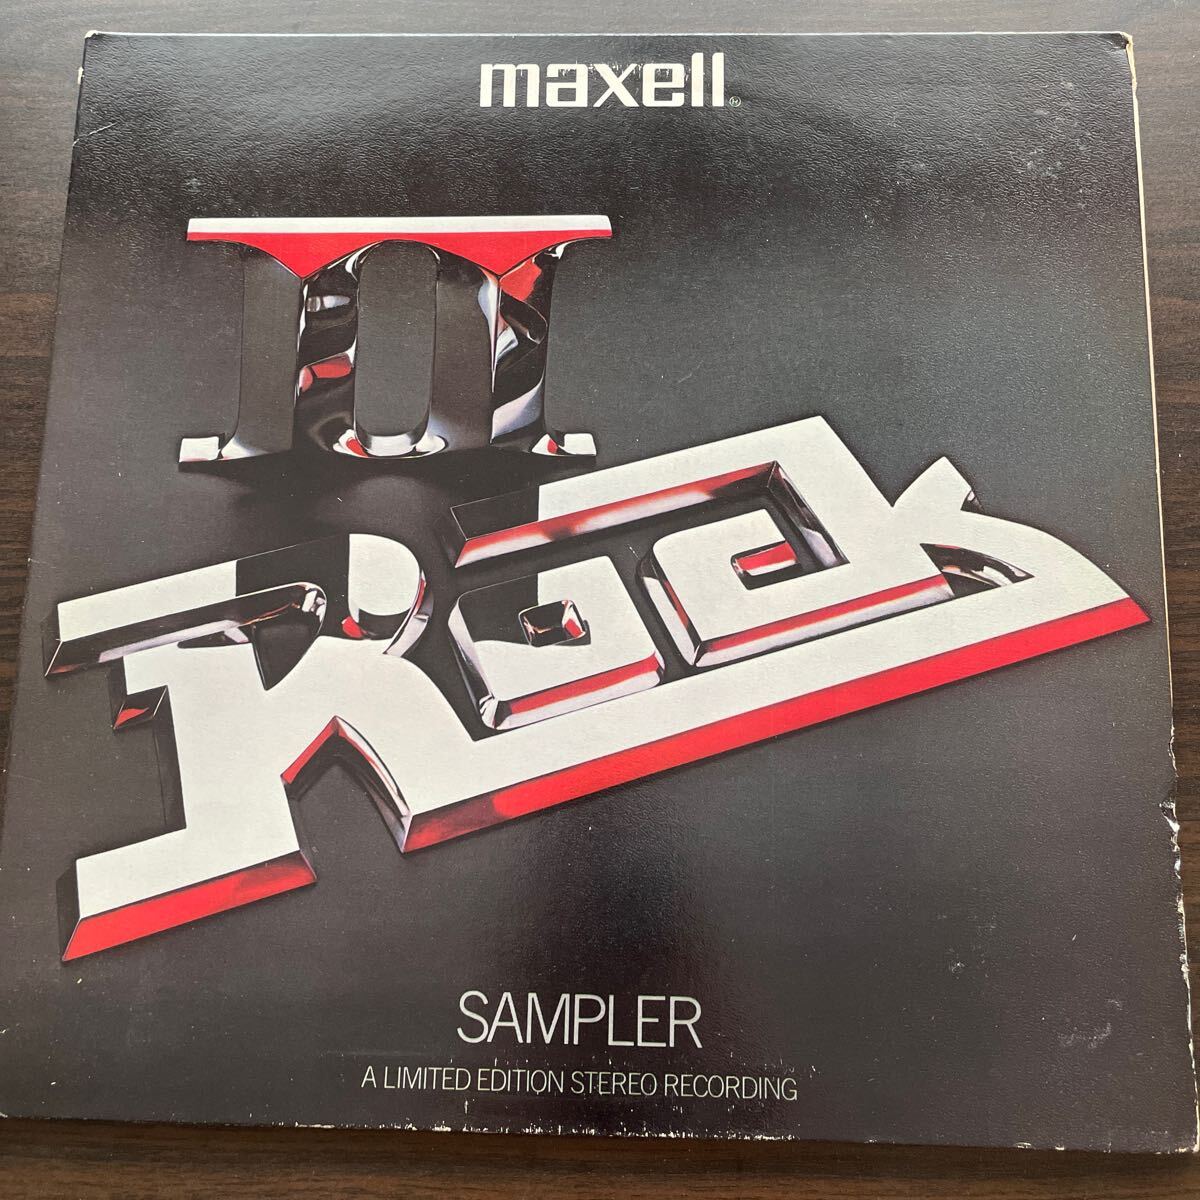 maxell®
II
Rock
SAMPLER
A LIMITED EDITION STEREO RECORDING